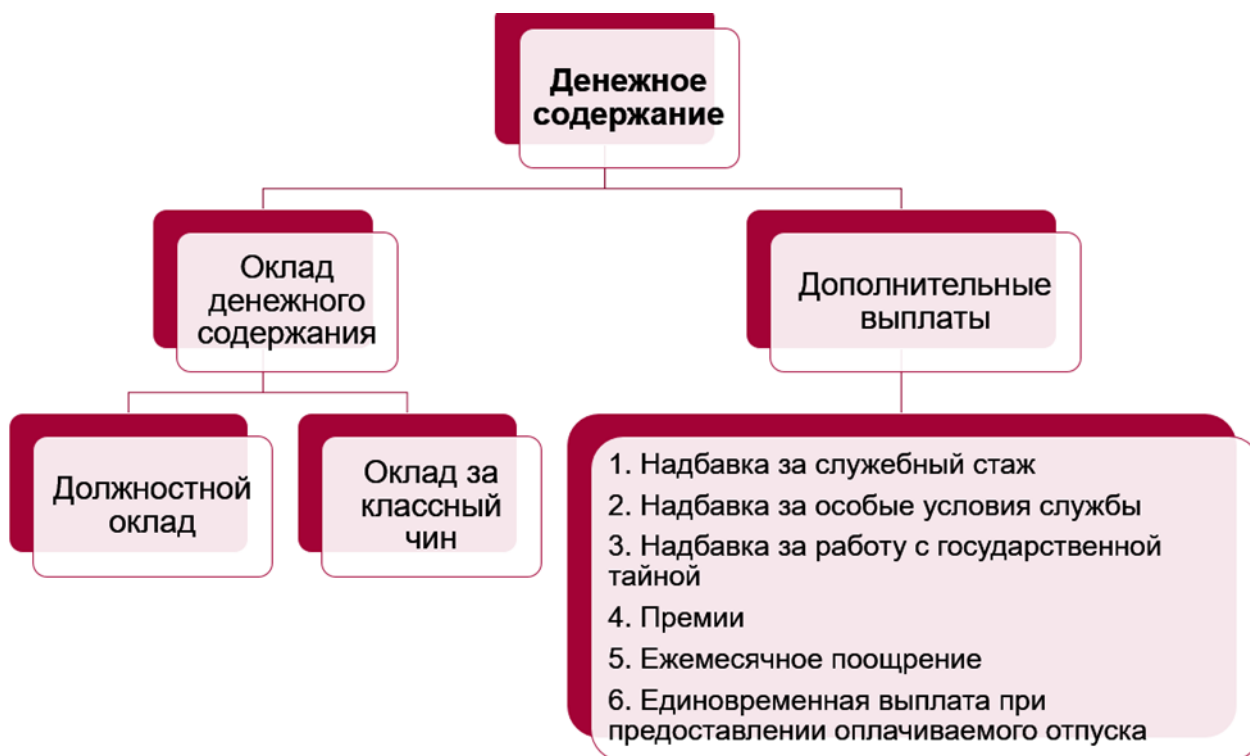 Денежное
содержание
Оклад
денежного
содержания
Дополнительные
выплаты
Должностной
оклад
Оклад за
классный
чин
1. Надбавка за служебный стаж
2. Надбавка за особые условия службы
3. Надбавка за работу с государственной
тайной
4. Премии
5. Ежемесячное поощрение
6. Единовременная выплата при
предоставлении оплачиваемого отпуска